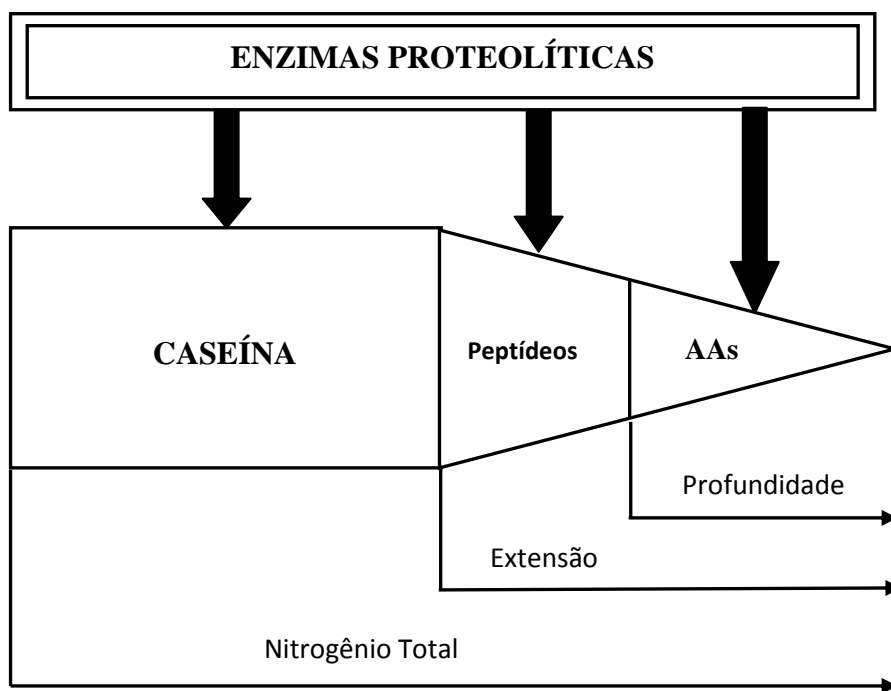 ENZIMAS PROTEOLÍTICAS
CASEÍNA
Peptídeos
AAs
Profundidade
Extensão
Nitrogênio Total